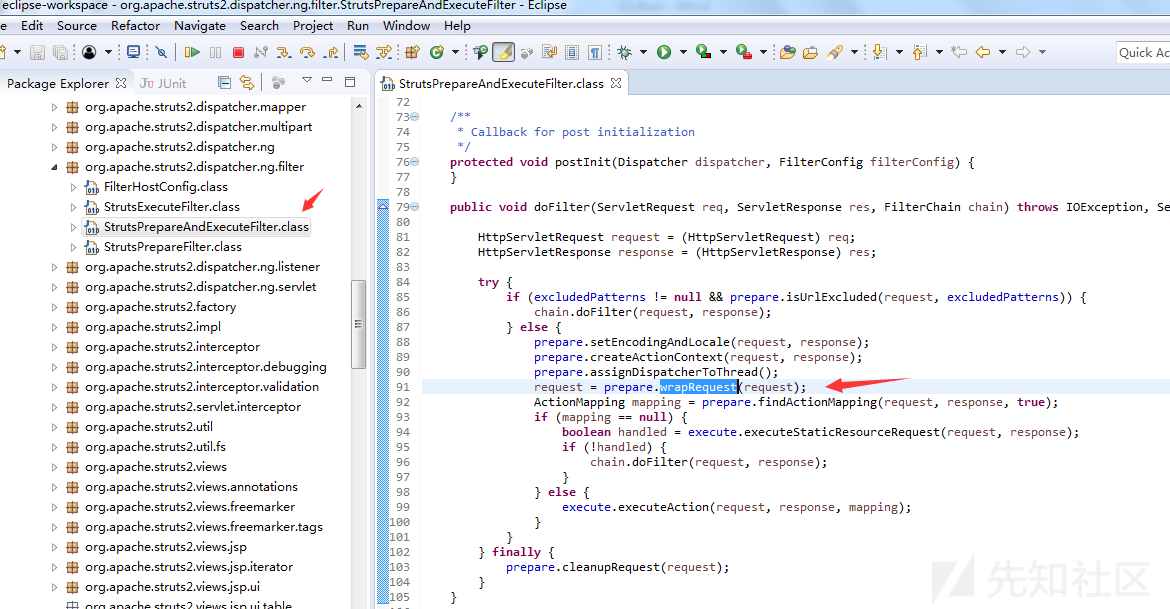 eclipse-workspace - org.apache.struts2.dispatcher.ng.filter.StrutsPrepareAndExecuteFilter - Eclipse
e Edit Source Refactor Navigate Search Project Run Window Help
Quick Ac
Package Explorer
JUnit
org.apache.struts2.dispatcher.mapper
org.apache.struts2.dispatcher.multipart
org.apache.struts2.dispatcher.ng
org.apache.struts2.dispatcher.ng.filter
FilterHostConfig.class
StrutsExecuteFilter.class
StrutsPrepareAndExecuteFilter.class
StrutsPrepareFilter.class
org.apache.struts2.dispatcher.ng.listener
org.apache.struts2.dispatcher.ng.servlet
org.apache.struts2.factory
org.apache.struts2.impl
org.apache.struts2.interceptor
org.apache.struts2.interceptor.debugging
org.apache.struts2.interceptor.validation
org.apache.struts2.servlet.interceptor
org.apache.struts2.util
org.apache.struts2.util.fs
org.apache.struts2.views
org.apache.struts2.views.annotations
org.apache.struts2.views.freemarker
org.apache.struts2.views.freemarker.tags
org.apache.struts2.views.jsp
org.apache.struts2.views.jsp.iterator
org.apache.struts2.views.jsp.ui
org.apache.struts2.views.jsp.ui.table
StrutsPrepareAndExecuteFilter.class
72
73 /**
74 * Callback for post initialization
75 */
76 protected void postInit(Dispatcher dispatcher, FilterConfig filterConfig) {
77 }
78
79 public void doFilter(ServletRequest req, ServletResponse res, FilterChain chain) throws IOException, Se
80
81 HttpServletRequest request = (HttpServletRequest) req;
82 HttpServletResponse response = (HttpServletResponse) res;
83
84 try {
85 if (excludedPatterns != null && prepare.isUrlExcluded(request, excludedPatterns)) {
86 chain.doFilter(request, response);
87 } else {
88 prepare.setEncodingAndLocale(request, response);
89 prepare.createActionContext(request, response);
90 prepare.assignDispatcherToThread();
91 request = prepare.wrapRequest(request);
92 ActionMapping mapping = prepare.findActionMapping(request, response, true);
93 if (mapping == null) {
94 boolean handled = execute.executeStaticResourceRequest(request, response);
95 if (!handled) {
96 chain.doFilter(request, response);
97 }
98 } else {
99 execute.executeAction(request, response, mapping);
100 }
101 }
102 } finally {
103 prepare.cleanupRequest(request);
104 }
105 }
先知社区